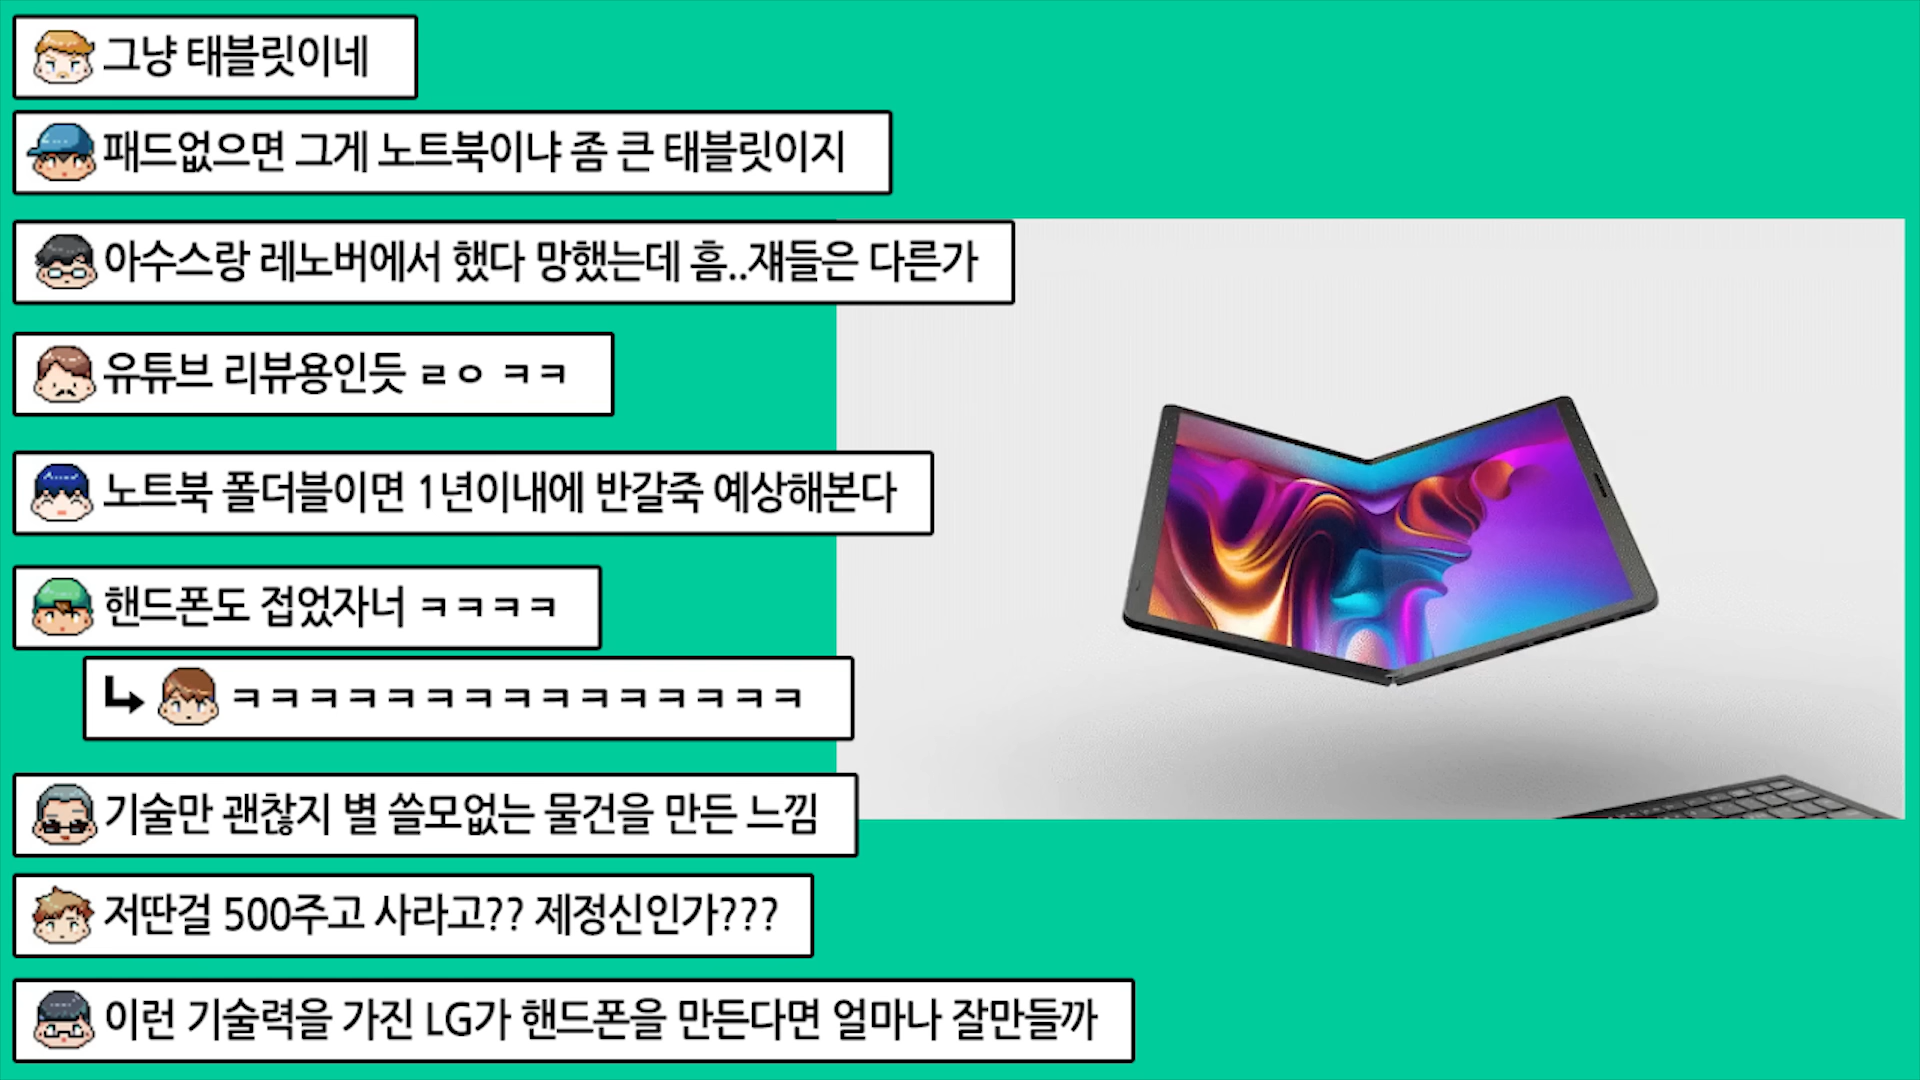 그냥 태블릿이네
패드없으면 그게 노트북이냐 좀 큰 태블릿이지
아수스랑 레노버에서 했다 망했는데 흠..쟤들은 다른가
유튜브 리뷰용인듯 ㄹㅇ ㅋㅋ
노트북 폴더블이면 1년이내에 반갈죽 예상해본다
핸드폰도 접었자너 ㅋㅋㅋㅋ
ㅋㅋㅋㅋㅋㅋㅋㅋㅋㅋㅋㅋㅋㅋㅋ
기술만 괜찮지 별 쓸모없는 물건을 만든 느낌
저딴걸 500주고 사라고?? 제정신인가???
이런 기술력을 가진 LG가 핸드폰을 만든다면 얼마나 잘만들까